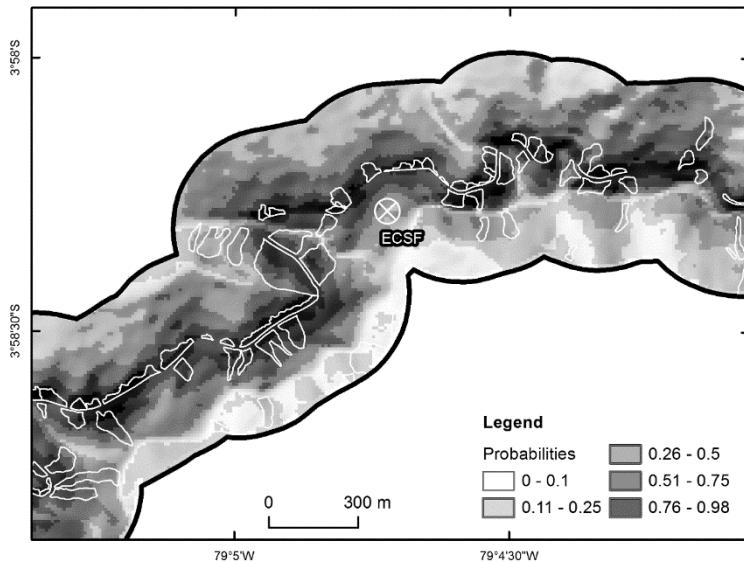 3°58'S
ECSF
3°58'30"S
Legend
Probabilities
0 - 0.1
0.11 - 0.25
0.26 - 0.5
0.51 - 0.75
0.76 - 0.98
0 300 m
79°5'W 79°4'30"W